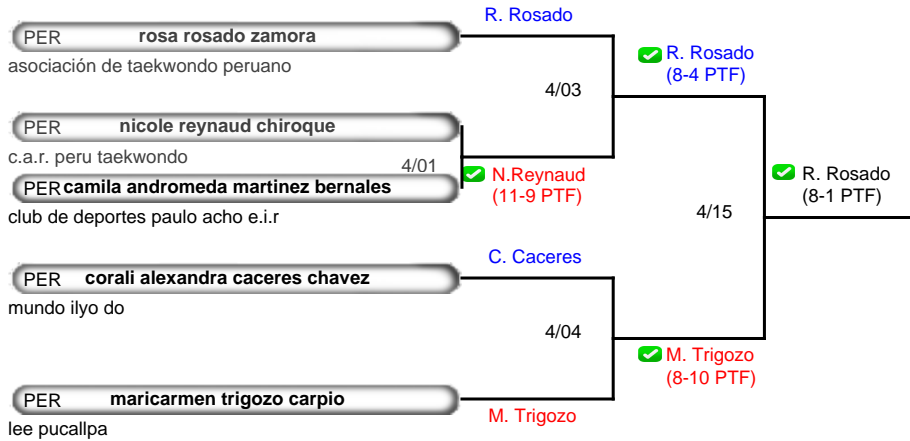 R. Rosado
PER rosa rosado zamora
asociación de taekwondo peruano
R. Rosado
(8-4 PTF)
4/03
PER nicole reynaud chiroque
c.a.r. peru taekwondo
4/01
N.Reynaud
(11-9 PTF)
PER camila andromeda martinez bernales
club de deportes paulo acho e.i.r
R. Rosado
(8-1 PTF)
4/15
C. Caceres
PER corali alexandra caceres chavez
mundo ilyo do
4/04
M. Trigozo
(8-10 PTF)
PER maricarmen trigozo carpio
M. Trigozo
lee pucallpa